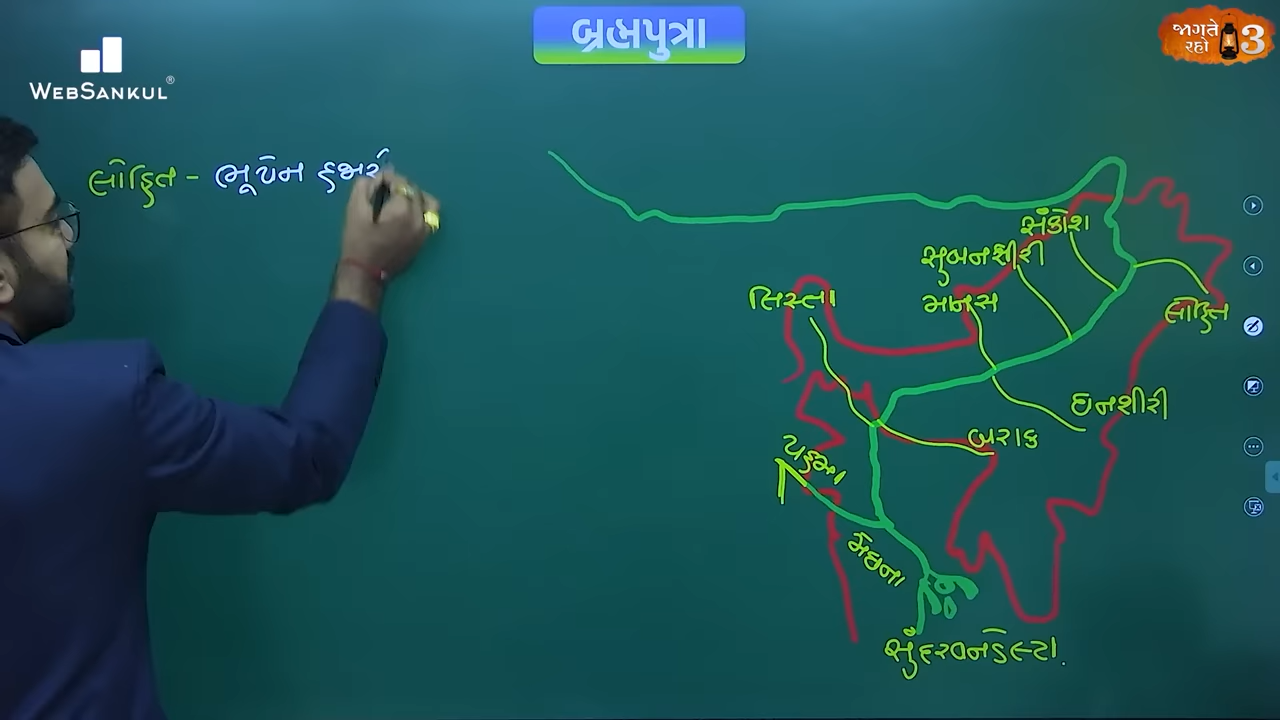 બ્રહ્મપુત્રા
જાગતે
રહો 3
WEBSANKUL®
લોહિત - ભૂપેન હજાર
સંકોશ
સુબનશ્રીરી
તિસ્તા
માનસ
લોહિત
ધનશીરી
બરાક
પદ્મા
મેઘના
સુંદરવનડેલ્ટા.